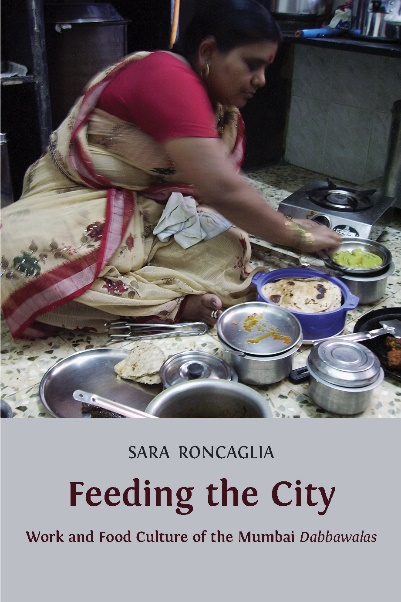 SARA RONCAGLIA
Feeding the City
Work and Food Culture of the Mumbai Dabbawalas